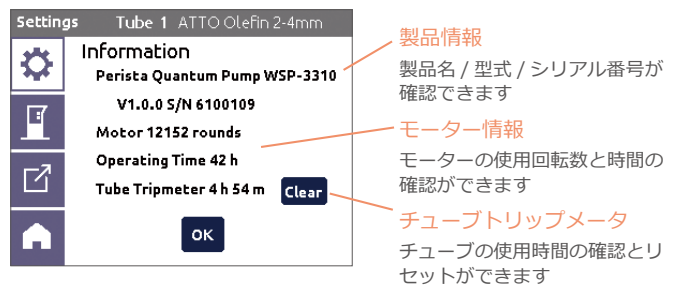 Settings Tube 1 ATTO Olefin 2-4mm
Information
Perista Quantum Pump WSP-3310
V1.0.0 S/N 6100109
Motor 12152 rounds
Operating Time 42 h
Tube Tripmeter 4 h 54 m Clear
OK
製品情報
製品名 / 型式 / シリアル番号が
確認できます
モーター情報
モーターの使用回転数と時間の
確認ができます
チューブトリップメータ
チューブの使用時間の確認とリ
セットができます